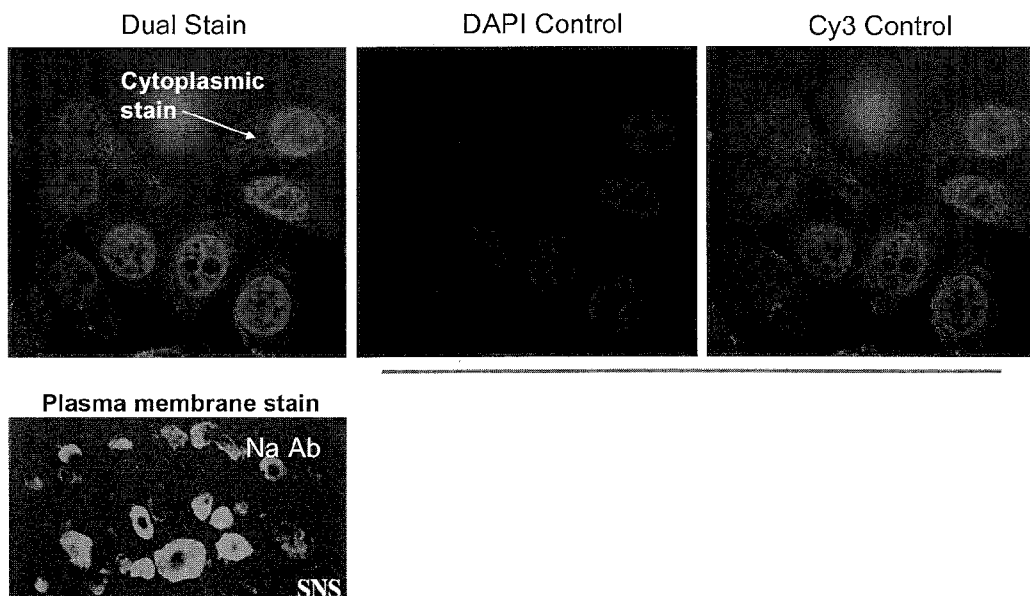 Dual Stain
DAPI Control
Cy3 Control
Cytoplasmic
stain
Plasma membrane stain
Na Ab
SNS